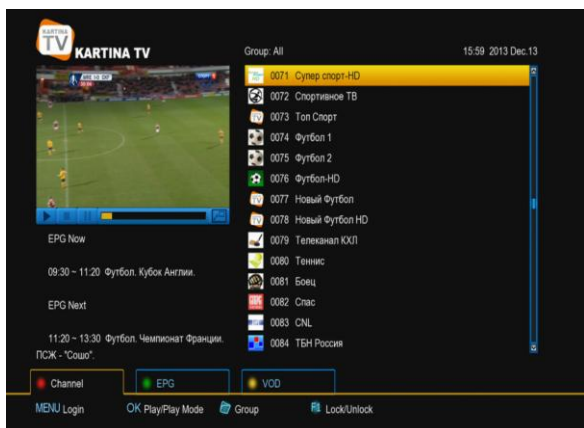 KARTINA
TV
KARTINA TV
Group: All
15:59 2013 Dec.13
0071 Супер спорт-HD
0072 Спортивное ТВ
0073 Топ Спорт
0074 Футбол 1
0075 Футбол 2
0076 Футбол-HD
0077 Новый Футбол
0078 Новый Футбол HD
0079 Телеканал КХЛ
0080 Теннис
0081 Боец
0082 Спас
0083 CNL
0084 ТБН Россия
EPG Now
09:30 ~ 11:20 Футбол. Кубок Англии.
EPG Next
11:20 ~ 13:30 Футбол. Чемпионат Франции.
ПСЖ - "Сошо".
Channel
EPG
VOD
MENU Login
OK Play/Play Mode
Group
Lock/Unlock